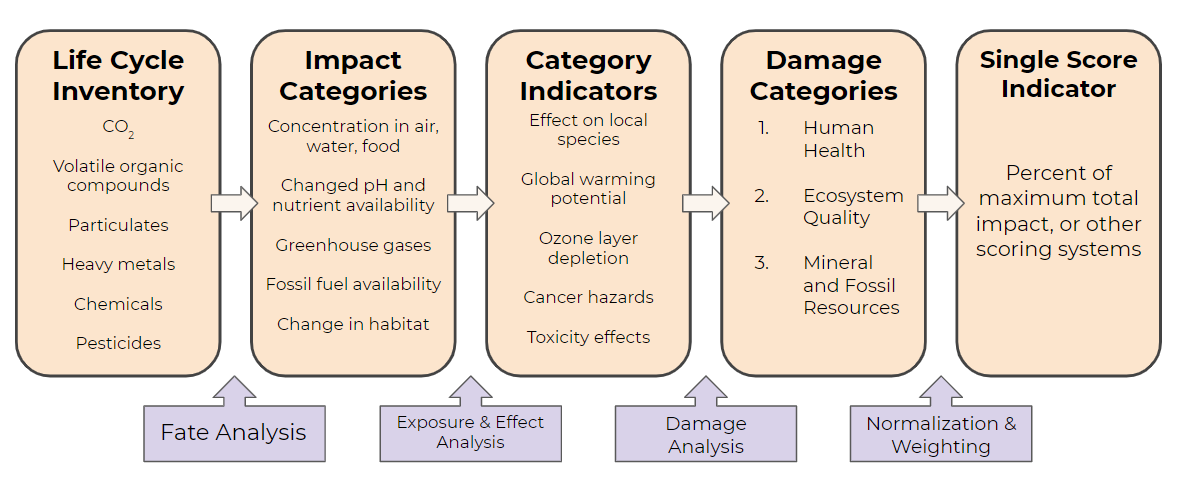 Life Cycle
Inventory
CO2
Volatile organic
compounds
Particulates
Heavy metals
Chemicals
Pesticides
Impact
Categories
Concentration in air,
water, food
Changed pH and
nutrient availability
Greenhouse gases
Fossil fuel availability
Change in habitat
Category
Indicators
Effect on local
species
Global warming
potential
Ozone layer
depletion
Cancer hazards
Toxicity effects
Damage
Categories
1. Human
Health
2. Ecosystem
Quality
3. Mineral
and Fossil
Resources
Single Score
Indicator
Percent of
maximum total
impact, or other
scoring systems
Fate Analysis
Exposure & Effect
Analysis
Damage
Analysis
Normalization &
Weighting